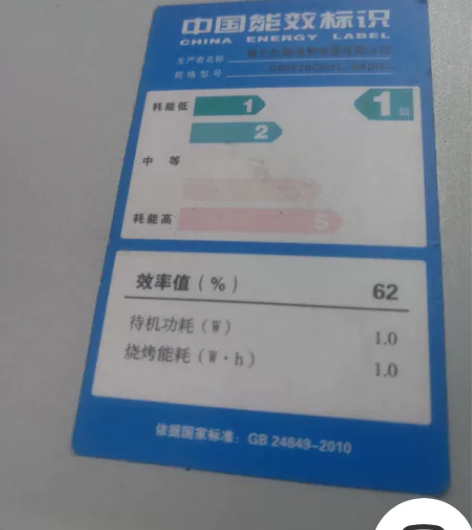 中国能效标识
CHINA ENERGY LABEL
生产者名称
规格型号
耗能低 1 1级
2
中 等
耗能高 5
效率值（%） 62
待机功耗（W） 1.0
烧烤能耗（W·h） 1.0
依据国家标准：GB 24849-2010